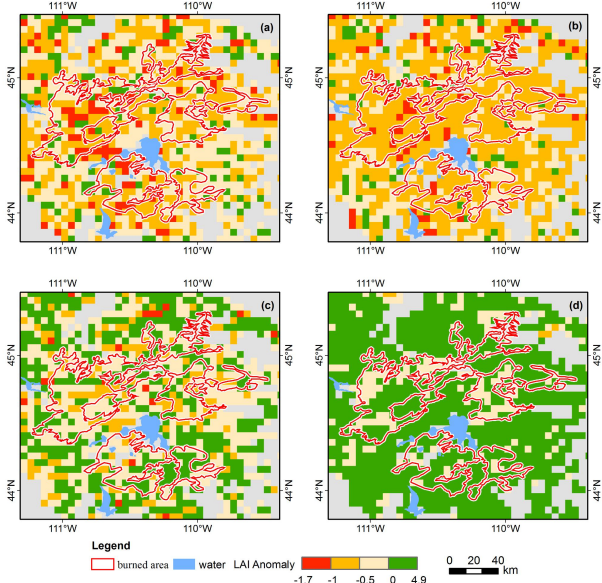 111°W 110°W 111°W 110°W
(a) (b)
45°N 45°N
44°N 44°N
111°W 110°W 111°W 110°W
(c) (d)
45°N 45°N
44°N 44°N
111°W 110°W 111°W 110°W
Legend
burned area water LAI Anomaly 0 20 40
km
-1.7 -1 -0.5 0 4.9